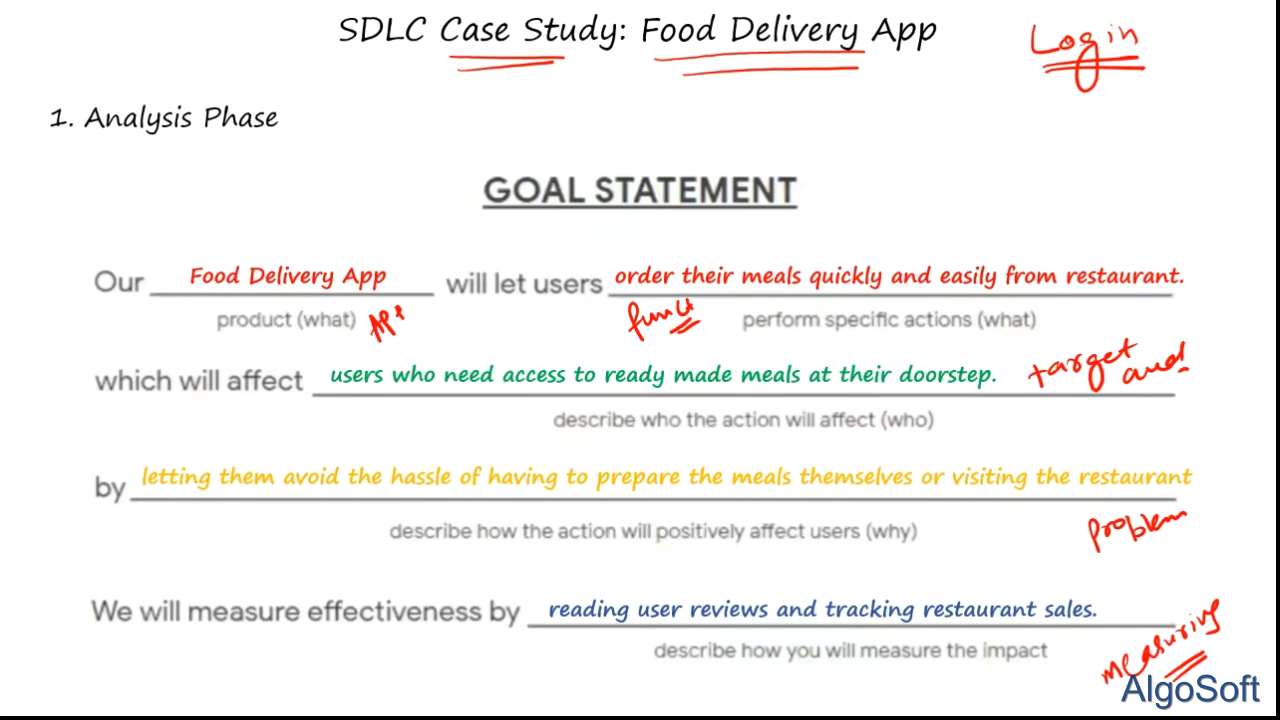 SDLC Case Study: Food Delivery App
Login
1. Analysis Phase
GOAL STATEMENT
Our Food Delivery App will let users order their meals quickly and easily from restaurant.
product (what) APP func perform specific actions (what)
which will affect users who need access to ready made meals at their doorstep. target aud.
describe who the action will affect (who)
by letting them avoid the hassle of having to prepare the meals themselves or visiting the restaurant
describe how the action will positively affect users (why) problem
We will measure effectiveness by reading user reviews and tracking restaurant sales.
describe how you will measure the impact measuring
AlgoSoft